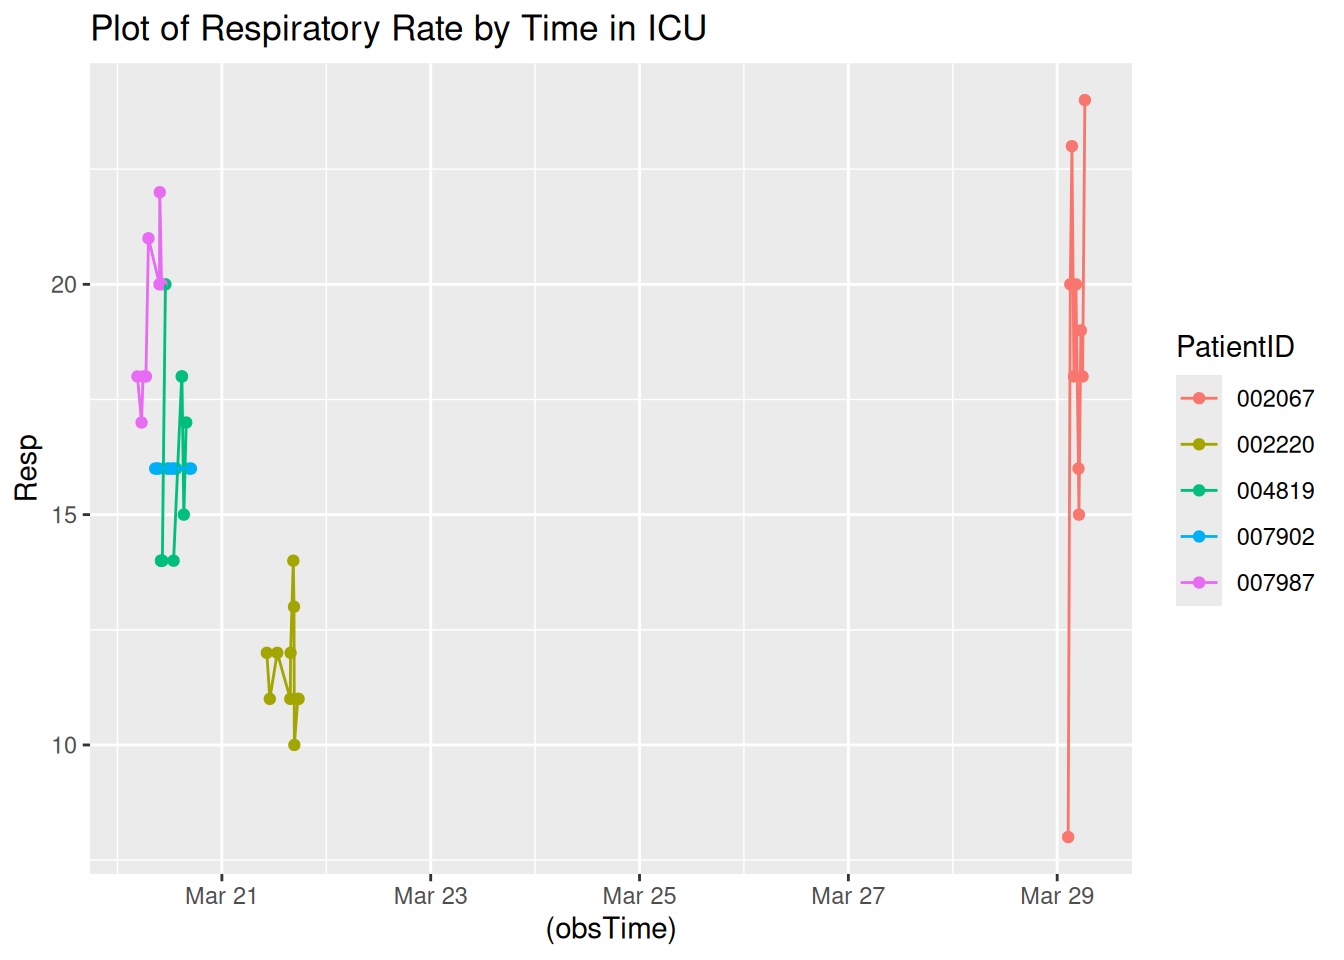 Plot of Respiratory Rate by Time in ICU
Resp
20
15
10
Mar 21 Mar 23 Mar 25 Mar 27 Mar 29
(obsTime)
PatientID
002067
002220
004819
007902
007987